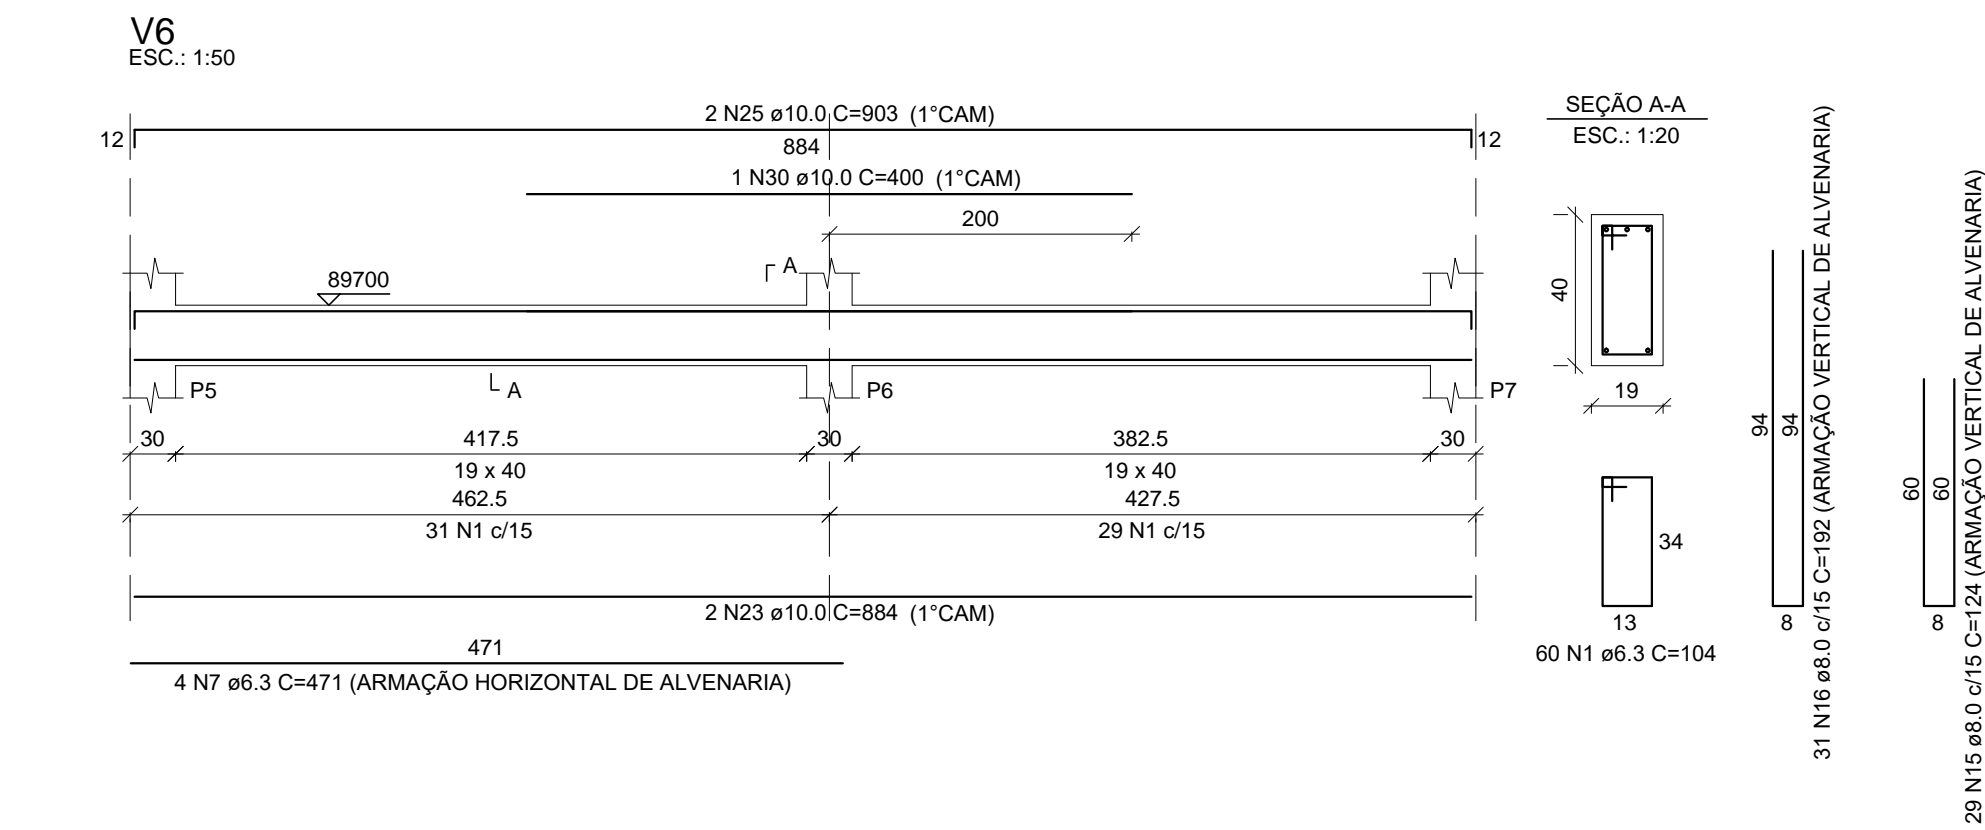 V6
ESC.: 1:50
2 N25 ø10.0 C=903 (1°CAM)
12
884
12
1 N30 ø10.0 C=400 (1°CAM)
200
A
89700
A
P5
P6
P7
30
417.5
30
382.5
30
19 x 40
19 x 40
462.5
427.5
31 N1 c/15
29 N1 c/15
2 N23 ø10.0 C=884 (1°CAM)
471
4 N7 ø6.3 C=471 (ARMAÇÃO HORIZONTAL DE ALVENARIA)
SEÇÃO A-A
ESC.: 1:20
40
19
34
13
60 N1 ø6.3 C=104
94
94
8
31 N16 ø8.0 c/15 C=192 (ARMAÇÃO VERTICAL DE ALVENARIA)
60
60
8
29 N15 ø8.0 c/15 C=124 (ARMAÇÃO VERTICAL DE ALVENARIA)